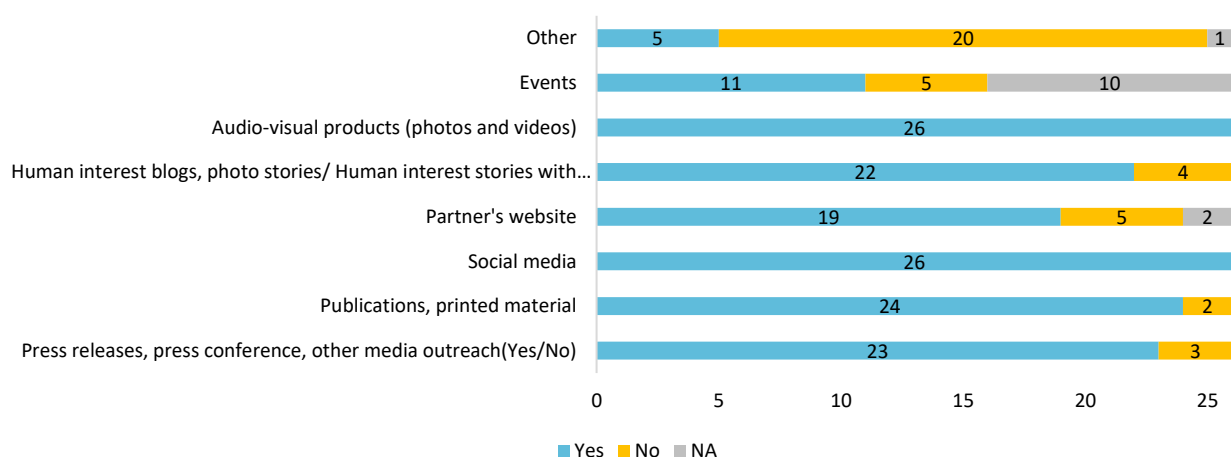 Other 5 20 1
Events 11 5 10
Audio-visual products (photos and videos) 26
Human interest blogs, photo stories/ Human interest stories with... 22 4
Partner's website 19 5 2
Social media 26
Publications, printed material 24 2
Press releases, press conference, other media outreach(Yes/No) 23 3
0 5 10 15 20 25
Yes No NA